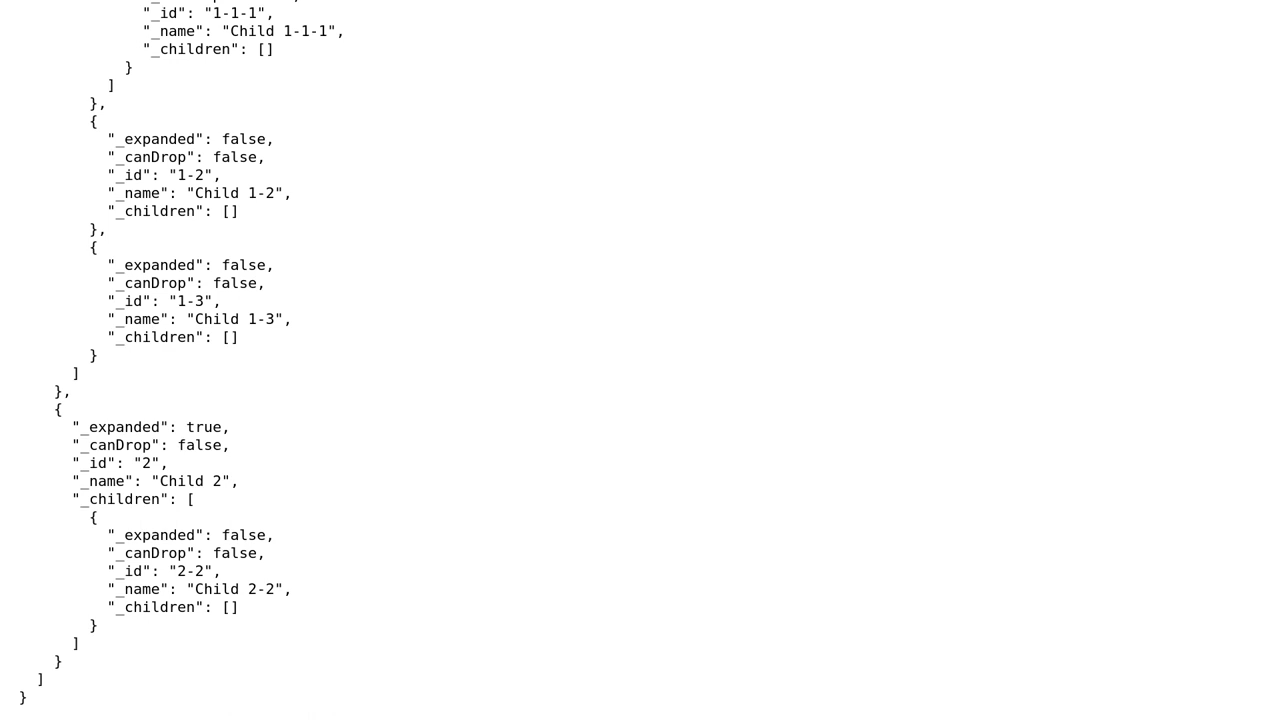 "_id": "1-1-1",
"_name": "Child 1-1-1",
"_children": []
}
]
},
{
"_expanded": false,
"_canDrop": false,
"_id": "1-2",
"_name": "Child 1-2",
"_children": []
},
{
"_expanded": false,
"_canDrop": false,
"_id": "1-3",
"_name": "Child 1-3",
"_children": []
}
]
},
{
"_expanded": true,
"_canDrop": false,
"_id": "2",
"_name": "Child 2",
"_children": [
{
"_expanded": false,
"_canDrop": false,
"_id": "2-2",
"_name": "Child 2-2",
"_children": []
}
]
}
]
}